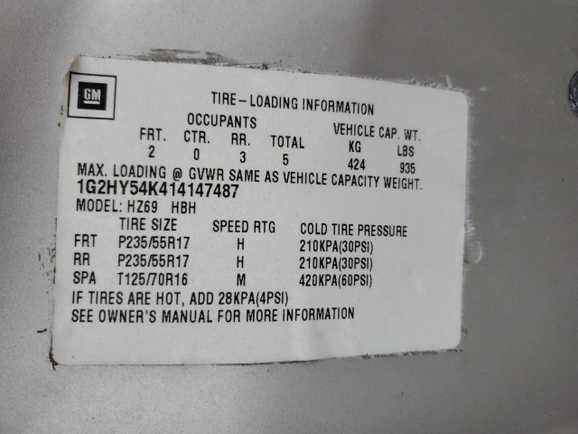 GM
TIRE-LOADING INFORMATION
OCCUPANTS VEHICLE CAP. WT.
FRT. CTR. RR. TOTAL KG LBS
2 0 3 5 424 935
MAX. LOADING @ GVWR SAME AS VEHICLE CAPACITY WEIGHT.
1G2HY54K414147487
MODEL: HZ69 HBH
TIRE SIZE SPEED RTG COLD TIRE PRESSURE
FRT P235/55R17 H 210KPA(30PSI)
RR P235/55R17 H 210KPA(30PSI)
SPA T125/70R16 M 420KPA(60PSI)
IF TIRES ARE HOT, ADD 28KPA(4PSI)
SEE OWNER'S MANUAL FOR MORE INFORMATION